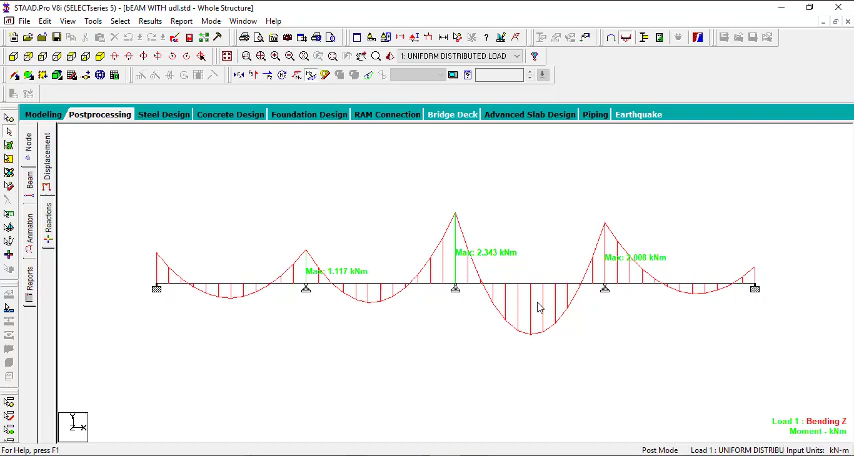 STAAD.Pro V8i (SELECTseries 5) - [bEAM WITH udl.std - Whole Structure]
File Edit View Tools Select Results Report Mode Window Help
1: UNIFORM DISTRIBUTED LOAD
Modeling Postprocessing Steel Design Concrete Design Foundation Design RAM Connection Bridge Deck Advanced Slab Design Piping Earthquake
Node
Beam
Animation
Reports
Displacement
Reactions
Max: 1.117 kNm
Max: 2.343 kNm
Max: 2.008 kNm
Y
X
Load 1 : Bending Z
Moment - kNm
For Help, press F1
Post Mode
Load 1 : UNIFORM DISTRIBU
Input Units: kN-m